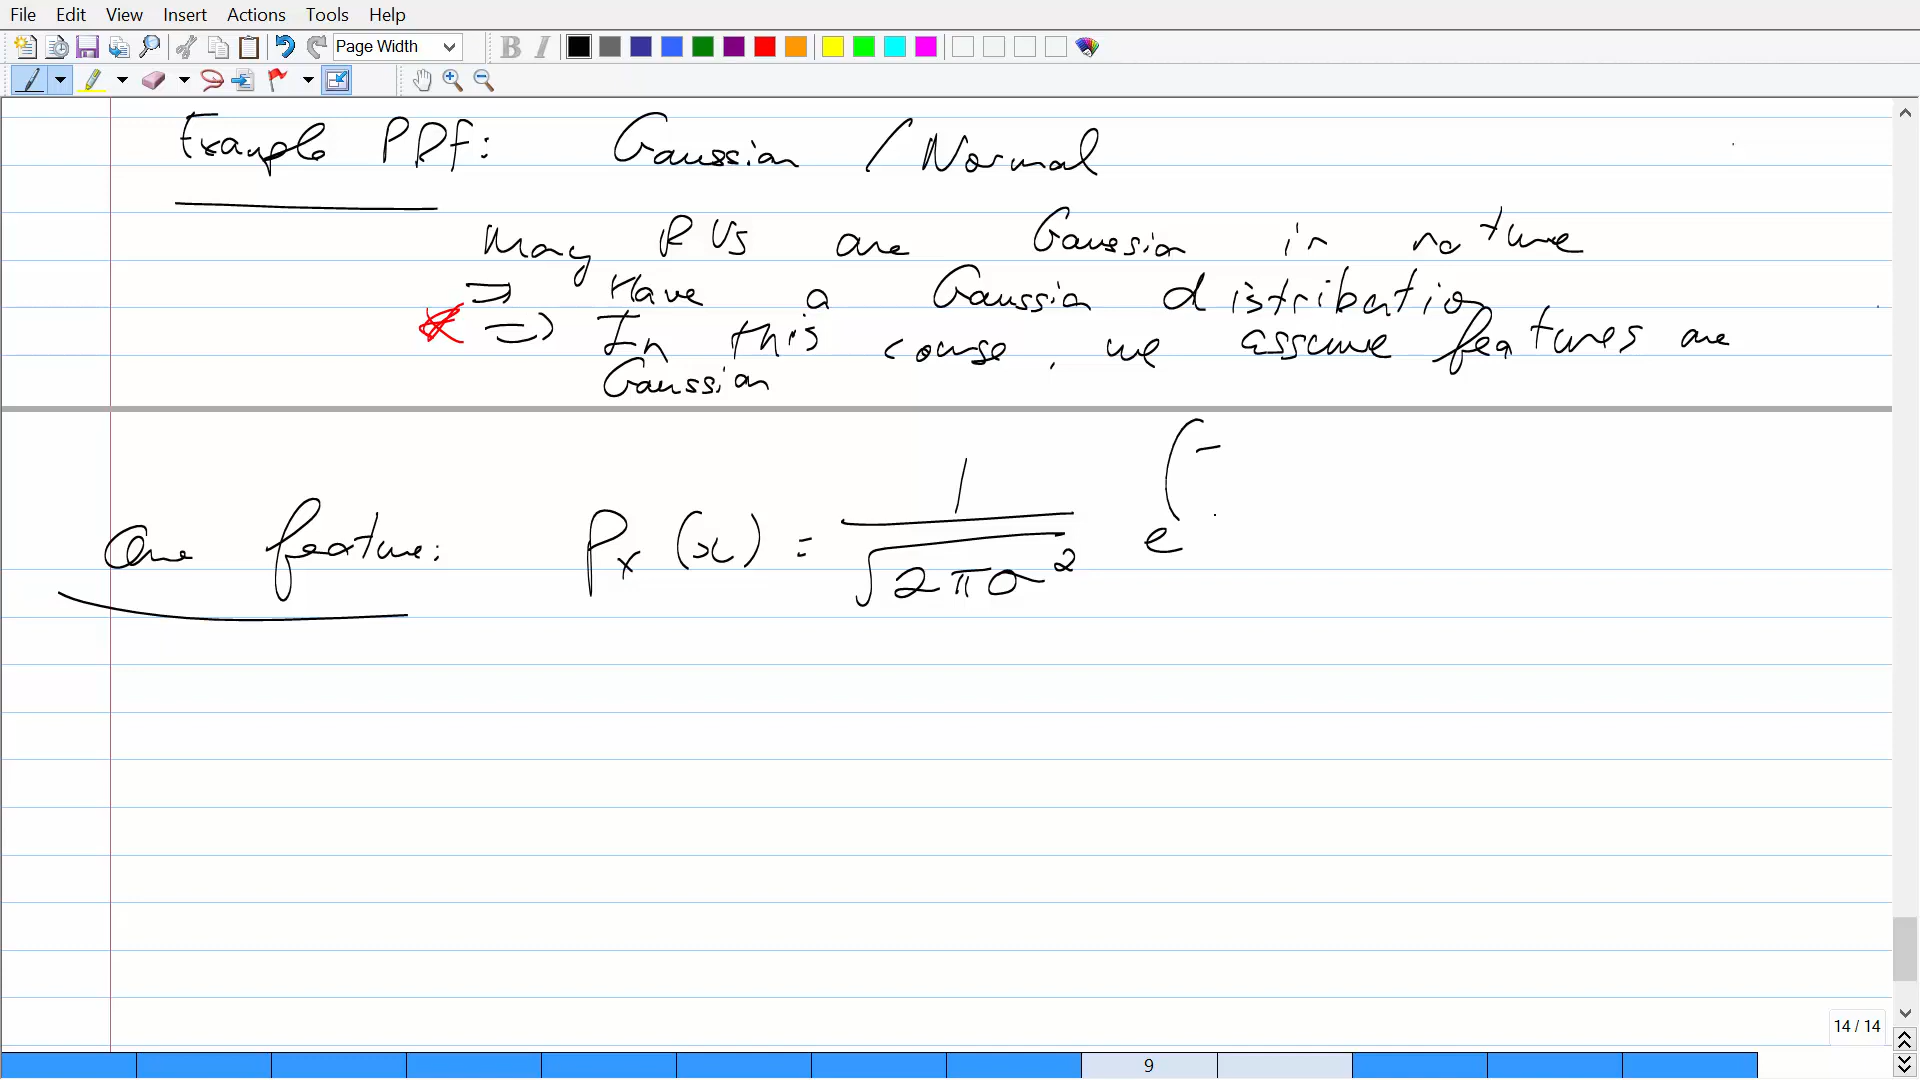 File Edit View Insert Actions Tools Help
Page Width B I
Example PDF: Gaussian / Normal
Many RVs are Gaussian in nature
⇒ Have a Gaussian distribution
⇒ In this course, we assume features are
Gaussian
One feature: Px (x) = 1/√2πσ² e^(-
14 / 14
9